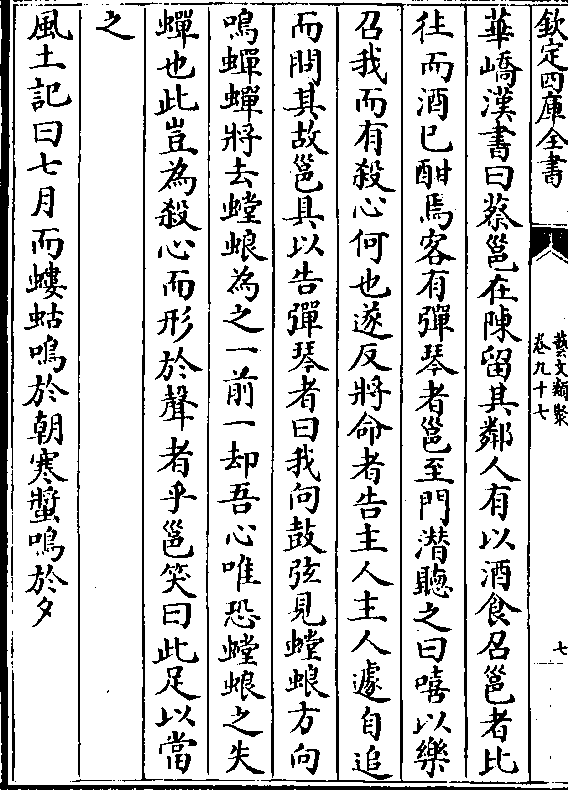 欽定四庫全書
藝文類聚
卷九十七
七
華嶠漢書曰蔡邕在陳留其鄰人有以酒食召邕者比
徃而酒已酣焉客有彈琴者邕至門潛聽之曰嘻以樂
召我而有殺心何也遂反將命者告主人主人遽自追
而問其故邕具以告彈琴者曰我向鼓弦見螳蜋方向
鳴蟬蟬將去螳蜋為之一前一却吾心唯恐螳蜋之失
蟬也此豈為殺心而形於聲者乎邕笑曰此足以當
之
風土記曰七月而螻蛄鳴於朝寒螿鳴於夕